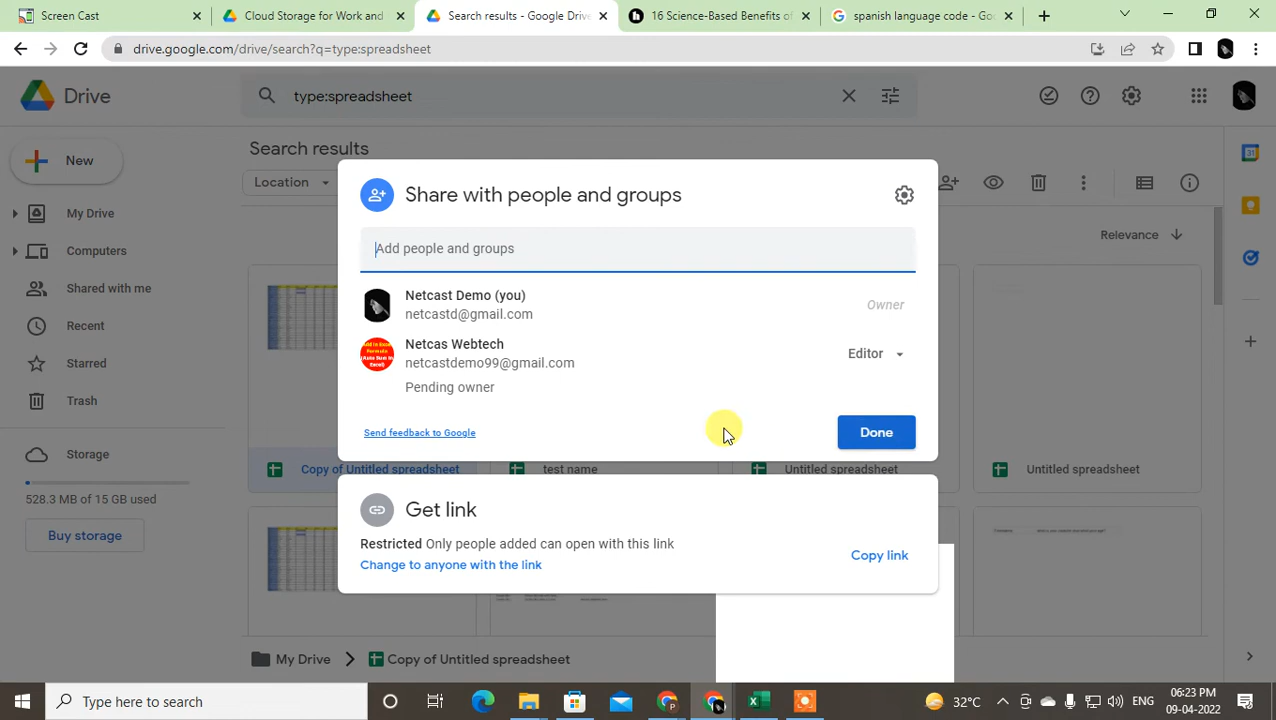 Screen Cast
Cloud Storage for Work and
Search results - Google Drive
16 Science-Based Benefits of
spanish language code - Goo
drive.google.com/drive/search?q=type:spreadsheet
Drive
type:spreadsheet
New
Search results
Location
My Drive
Computers
Shared with me
Recent
Starred
Trash
Storage
528.3 MB of 15 GB used
Buy storage
Relevance
Share with people and groups
Add people and groups
Netcast Demo (you)
netcastd@gmail.com
Owner
Netcas Webtech
netcastdemo99@gmail.com
Pending owner
Editor
Send feedback to Google
Done
Copy of Untitled spreadsheet
test name
Untitled spreadsheet
Untitled spreadsheet
Get link
Restricted Only people added can open with this link
Change to anyone with the link
Copy link
My Drive
Copy of Untitled spreadsheet
Type here to search
32°C
ENG
06:23 PM
09-04-2022